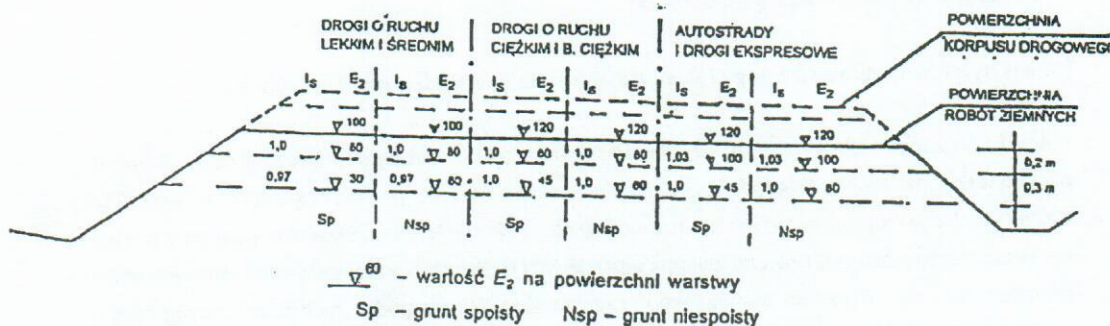 DROGI O RUCHU LEKKIM I ŚREDNIM
DROGI O RUCHU CIĘŻKIM I B. CIĘŻKIM
AUTOSTRADY I DROGI EKSPRESOWE
POWIERZCHNIA KORPUSU DROGOWEGO
Is E2 Is E2 Is E2 Is E2 Is E2 Is E2
POWIERZCHNIA ROBÓT ZIEMNYCH
100 100 120 120 120 120
1,0 60 1,0 60 1,0 60 1,0 60 1,03 100 1,03 100 0,2 m
0,97 30 0,97 60 1,0 45 1,0 60 1,0 45 1,0 60 0,3 m
Sp Nsp Sp Nsp Sp Nsp
60 – wartość E2 na powierzchni warstwy
Sp – grunt spoisty Nsp – grunt niespoisty